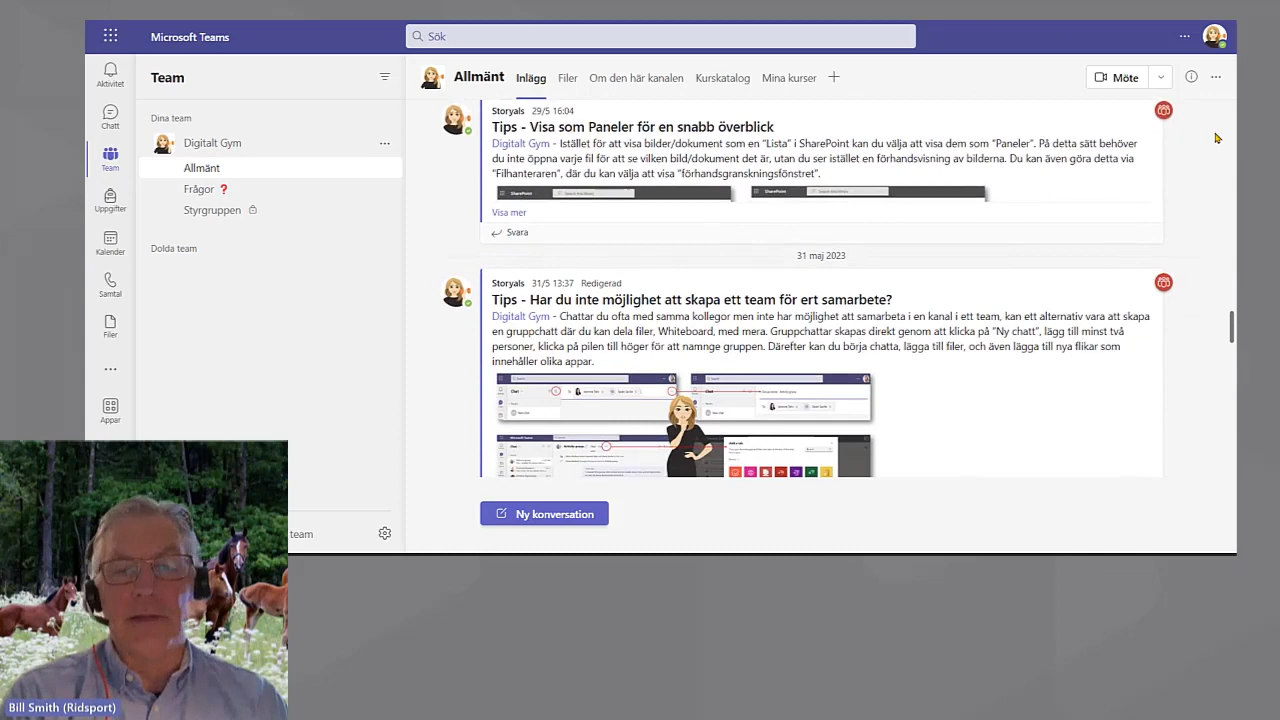 Microsoft Teams
Sök
Aktivitet
Chatt
Team
Uppgifter
Kalender
Samtal
Filer
Appar
Team
Dina team
Digitalt Gym
Allmänt
Frågor ❓
Styrgruppen
Dolda team
team
Allmänt
Inlägg
Filer
Om den här kanalen
Kurskatalog
Mina kurser
Möte
Storyals 29/5 16:04
Tips - Visa som Paneler för en snabb överblick
Digitalt Gym - Istället för att visa bilder/dokument som en ”Lista” i SharePoint kan du välja att visa dem som ”Paneler”. På detta sätt behöver
du inte öppna varje fil för att se vilken bild/dokument det är, utan du ser istället en förhandsvisning av bilderna. Du kan även göra detta via
”Filhanteraren”, där du kan välja att visa ”förhandsgranskningsfönstret”.
SharePoint
SharePoint
Visa mer
Svara
31 maj 2023
Storyals 31/5 13:37 Redigerad
Tips - Har du inte möjlighet att skapa ett team för ert samarbete?
Digitalt Gym - Chattar du ofta med samma kollegor men inte har möjlighet att samarbeta i en kanal i ett team, kan ett alternativ vara att skapa
en gruppchatt där du kan dela filer, Whiteboard, med mera. Gruppchattar skapas direkt genom att klicka på ”Ny chatt”, lägg till minst två
personer, klicka på pilen till höger för att namnge gruppen. Därefter kan du börja chatta, lägga till filer, och även lägga till nya flikar som
innehåller olika appar.
Chat
Chat
Chat
Add a tab
Ny konversation
Bill Smith (Ridsport)